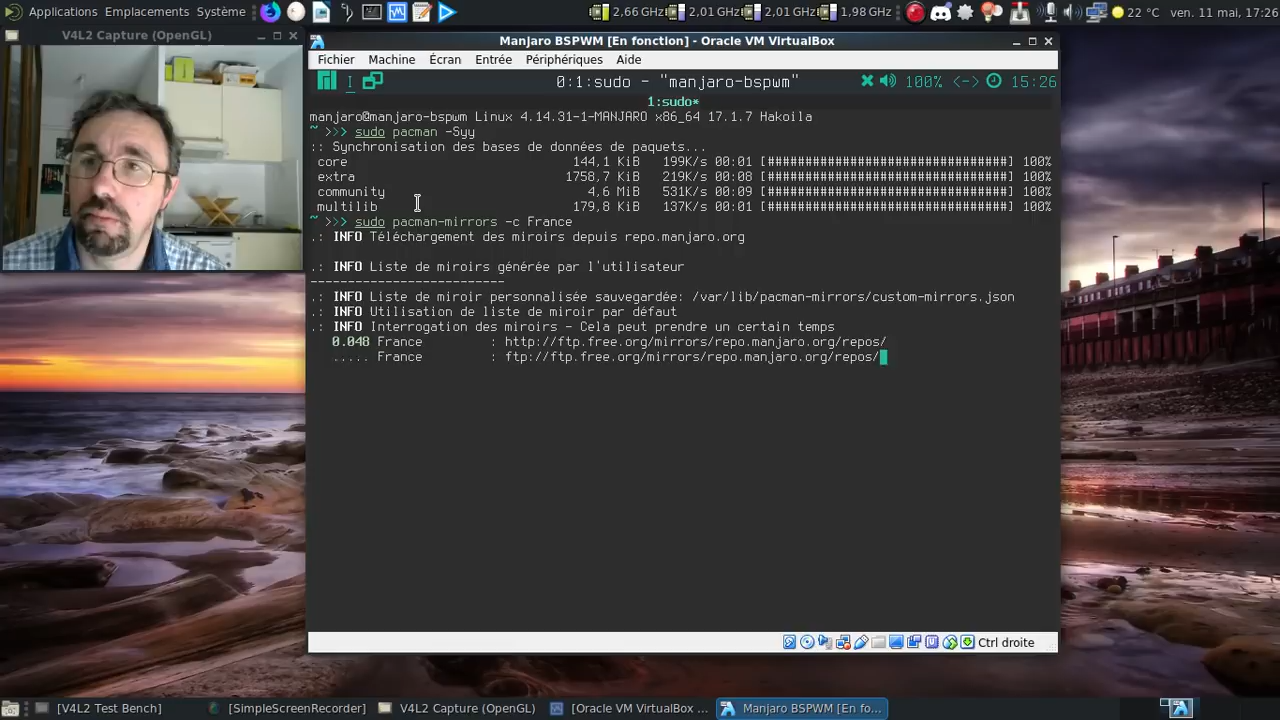 Applications Emplacements Système
2,66 GHz 2,01 GHz 2,01 GHz 1,98 GHz 22 °C ven. 11 mai, 17:26
V4L2 Capture (OpenGL)
Manjaro BSPWM [En fonction] - Oracle VM VirtualBox
Fichier Machine Écran Entrée Périphériques Aide
0:1:sudo - "manjaro-bspwm" 100% <-> 15:26
1:sudo*
manjaro@manjaro-bspwm Linux 4.14.31-1-MANJARO x86_64 17.1.7 Hakoila
~ >>> sudo pacman -Syy
:: Synchronisation des bases de données de paquets...
core 144,1 KiB 199K/s 00:01 [################################] 100%
extra 1758,7 KiB 219K/s 00:08 [################################] 100%
community 4,6 MiB 531K/s 00:09 [################################] 100%
multilib 179,8 KiB 137K/s 00:01 [################################] 100%
~ >>> sudo pacman-mirrors -c France
.: INFO Téléchargement des miroirs depuis repo.manjaro.org
.: INFO Liste de miroirs générée par l'utilisateur
--------------------------
.: INFO Liste de miroir personnalisée sauvegardée: /var/lib/pacman-mirrors/custom-mirrors.json
.: INFO Utilisation de liste de miroir par défaut
.: INFO Interrogation des miroirs - Cela peut prendre un certain temps
0.048 France : http://ftp.free.org/mirrors/repo.manjaro.org/repos/
..... France : ftp://ftp.free.org/mirrors/repo.manjaro.org/repos/
Ctrl droite
[V4L2 Test Bench] [SimpleScreenRecorder] V4L2 Capture (OpenGL) [Oracle VM VirtualBox ... Manjaro BSPWM [En fo...